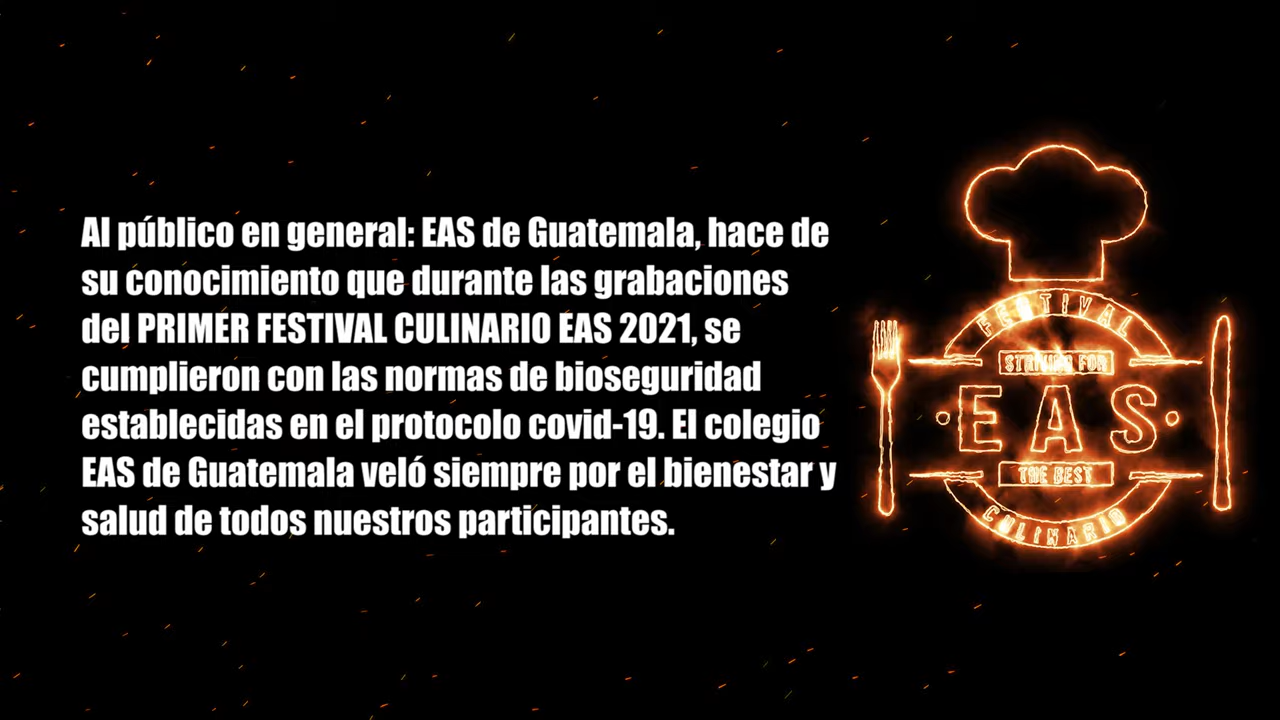 Al público en general: EAS de Guatemala, hace de
su conocimiento que durante las grabaciones
del PRIMER FESTIVAL CULINARIO EAS 2021, se
cumplieron con las normas de bioseguridad
establecidas en el protocolo covid-19. El colegio
EAS de Guatemala veló siempre por el bienestar y
salud de todos nuestros participantes.
FESTIVAL
STRIVING FOR
EAS
THE BEST
CULINARIO